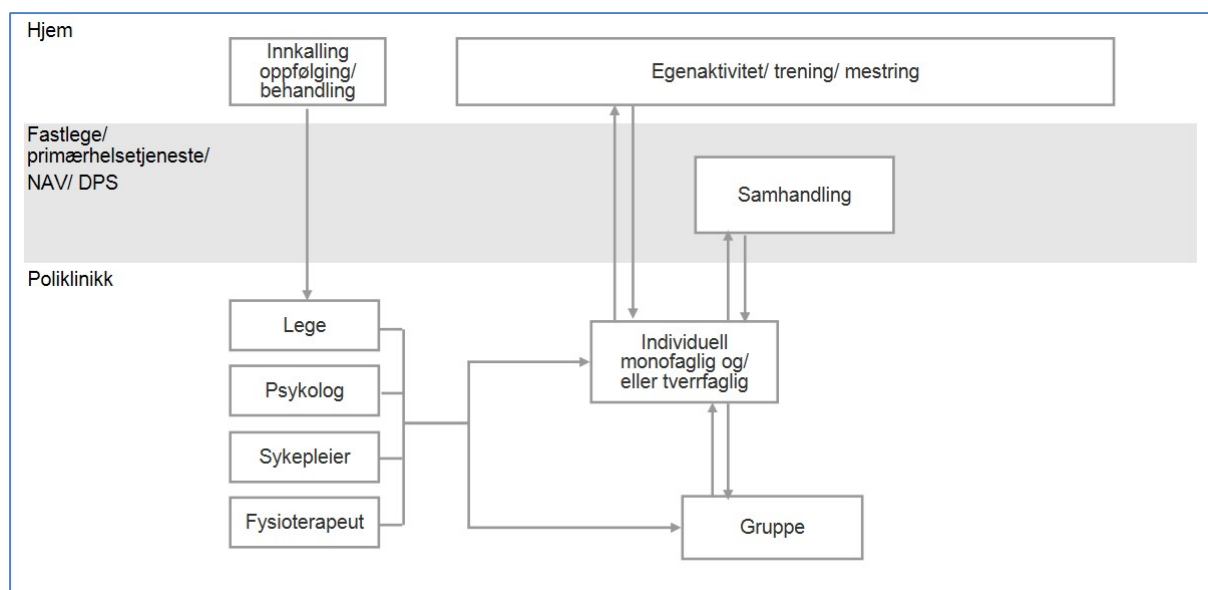 Hjem
Innkalling
oppfølging/
behandling
Egenaktivitet/ trening/ mestring
Fastlege/
primærhelsetjeneste/
NAV/ DPS
Samhandling
Poliklinikk
Lege
Psykolog
Sykepleier
Fysioterapeut
Individuell
monofaglig og/
eller tverrfaglig
Gruppe